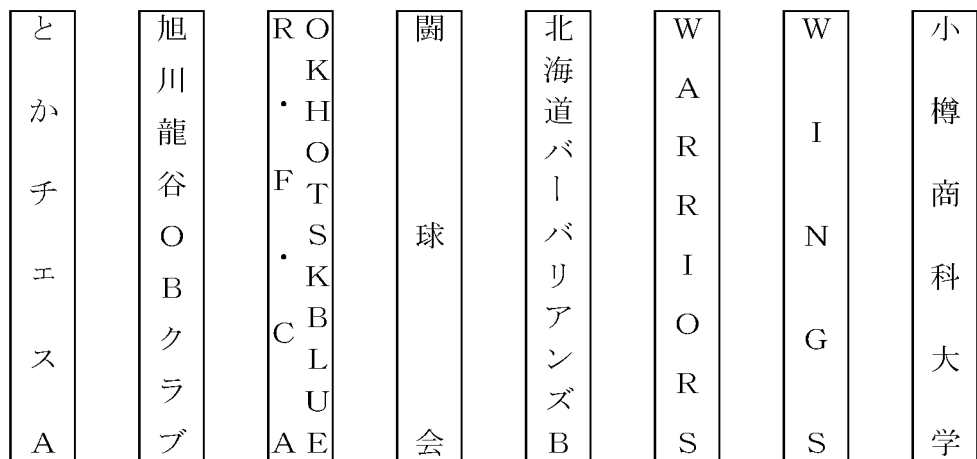 小樽商科大学
WINGS
WARRIORS
北海道バーバリアンズB
闘球会
OKHOTSKBLUE
R・F・CA
旭川龍谷OBクラブ
とかチェスA